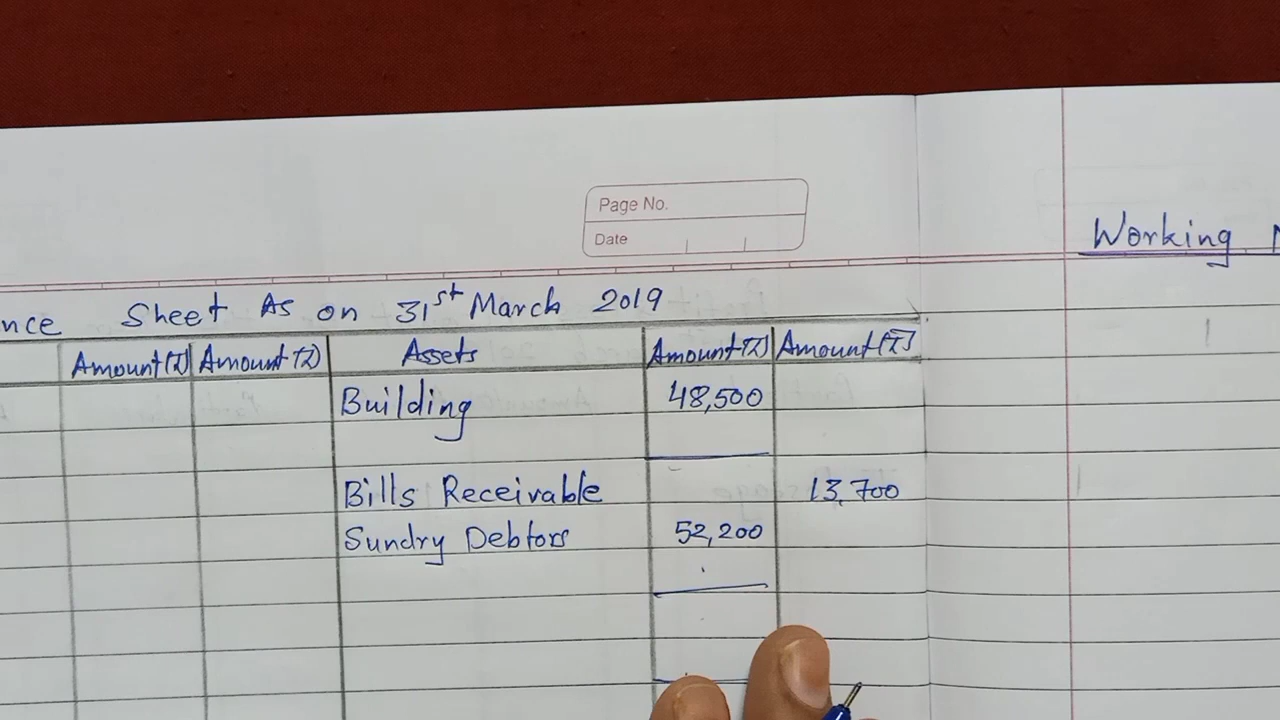 Page No.
Date
Working
Sheet As on 31st March 2019
Amount(₹) Amount(₹) Assets Amount(₹) Amount(₹)
Building 48,500
Bills Receivable 13,700
Sundry Debtors 52,200